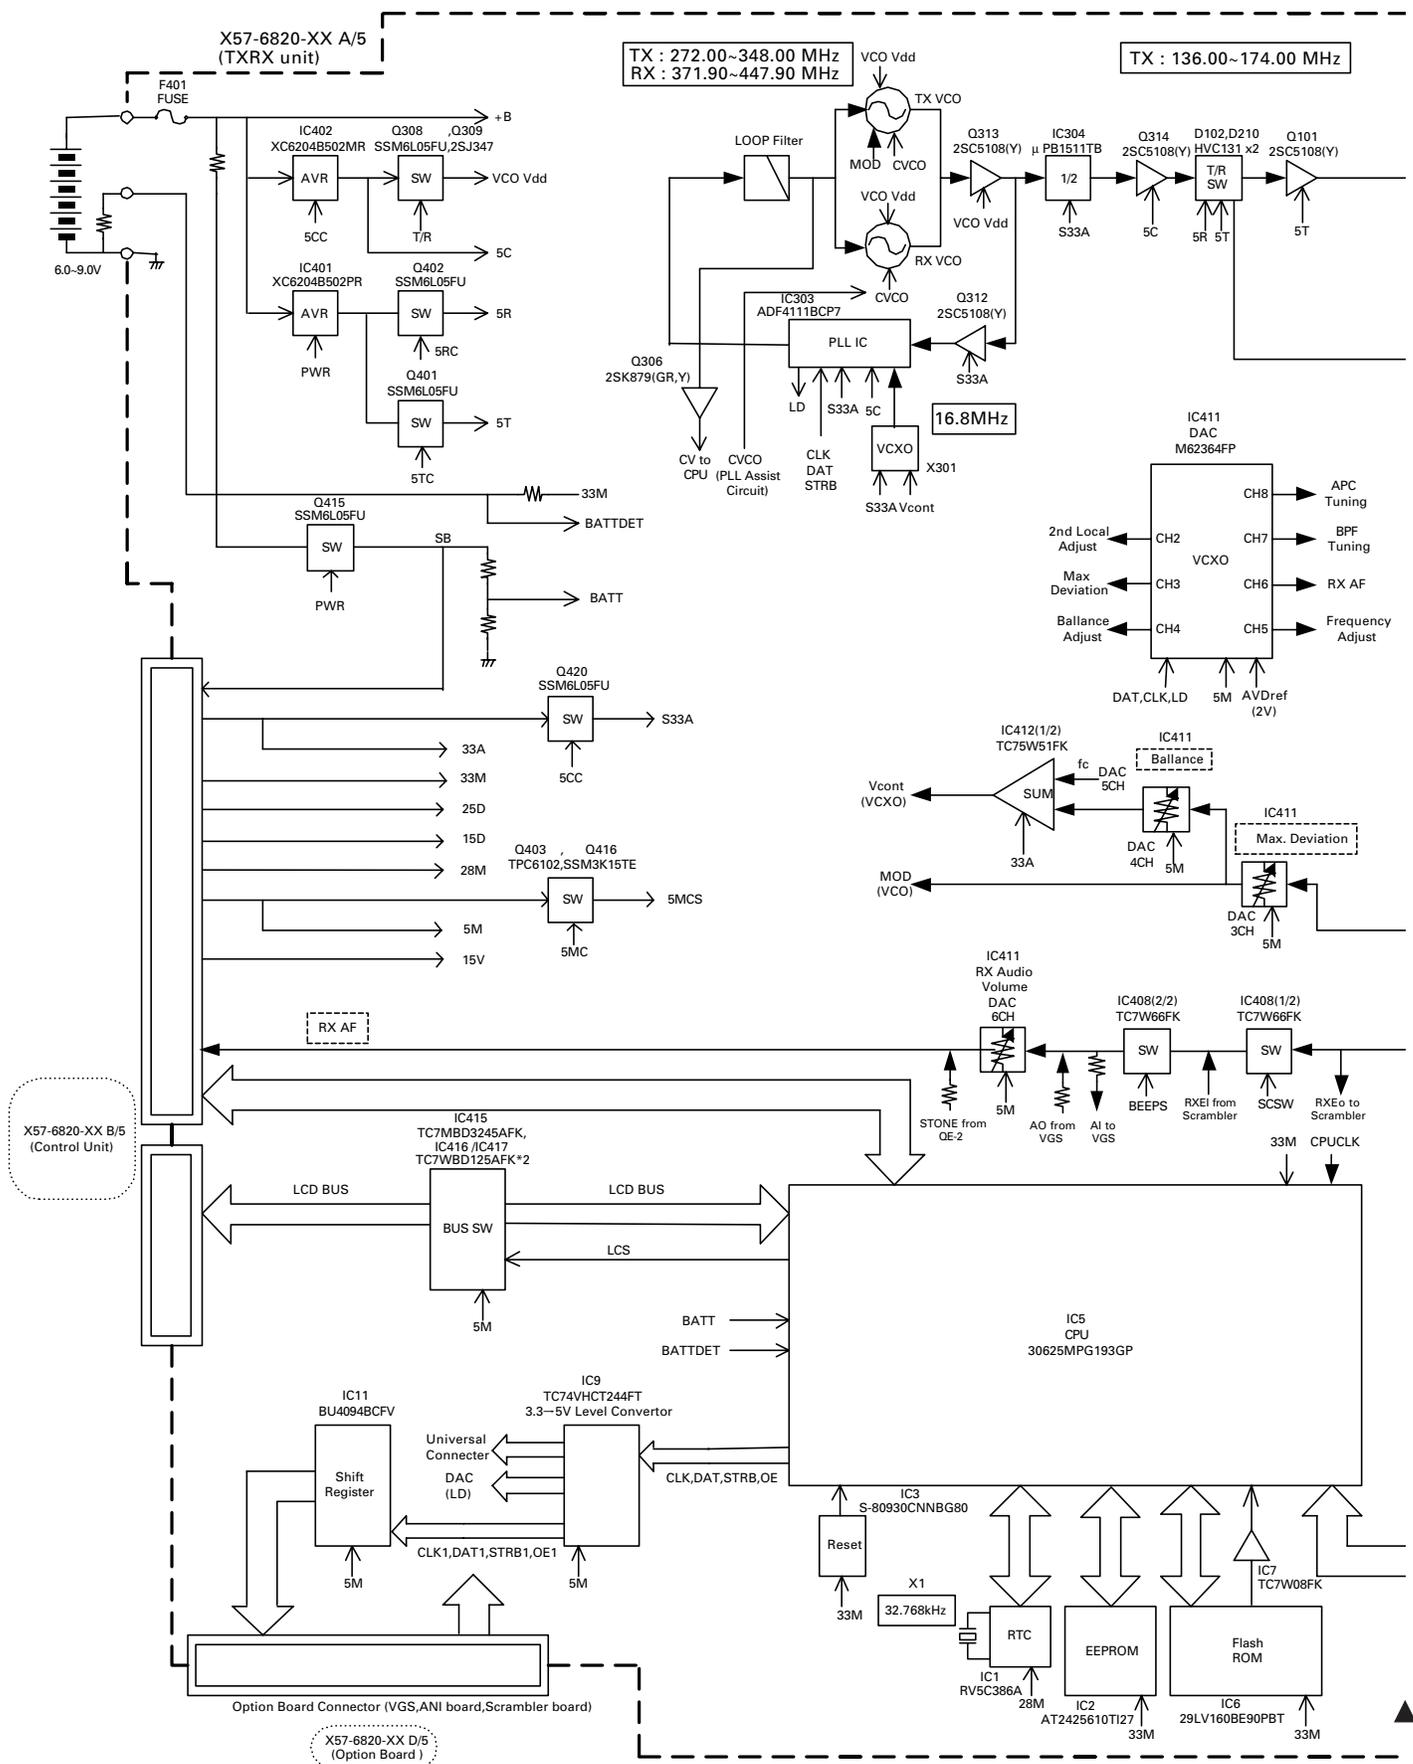 X57-6820-XX A/5
(TXRX unit)
TX : 272.00~348.00 MHz
RX : 371.90~447.90 MHz
TX : 136.00~174.00 MHz
F401
FUSE
+B
6.0~9.0V
IC402
XC6204B502MR
AVR
5CC
Q308 ,Q309
SSM6L05FU,2SJ347
SW
T/R
VCO Vdd
5C
IC401
XC6204B502PR
AVR
PWR
Q402
SSM6L05FU
SW
5RC
5R
Q401
SSM6L05FU
SW
5TC
5T
33M
BATTDET
Q415
SSM6L05FU
SW
PWR
SB
BATT
VCO Vdd
TX VCO
LOOP Filter
MOD
CVCO
VCO Vdd
RX VCO
CVCO
Q313
2SC5108(Y)
VCO Vdd
IC304
μ PB1511TB
1/2
S33A
Q314
2SC5108(Y)
5C
D102,D210
HVC131 x2
T/R
SW
5R 5T
Q101
2SC5108(Y)
5T
IC303
ADF4111BCP7
PLL IC
LD
S33A
5C
CLK
DAT
STRB
Q312
2SC5108(Y)
S33A
Q306
2SK879(GR,Y)
CV to
CPU
CVCO
(PLL Assist
Circuit)
16.8MHz
VCXO
X301
S33A Vcont
IC411
DAC
M62364FP
VCXO
CH8
APC
Tuning
CH7
BPF
Tuning
CH6
RX AF
CH5
Frequency
Adjust
CH2
2nd Local
Adjust
CH3
Max
Deviation
CH4
Ballance
Adjust
DAT,CLK,LD
5M
AVDref
(2V)
Q420
SSM6L05FU
SW
5CC
S33A
33A
33M
25D
15D
28M
Q403 , Q416
TPC6102,SSM3K15TE
SW
5MC
5MCS
5M
15V
IC412(1/2)
TC75W51FK
SUM
33A
Vcont
(VCXO)
fc
DAC
5CH
IC411
Ballance
DAC
4CH
5M
IC411
Max. Deviation
DAC
3CH
5M
MOD
(VCO)
RX AF
IC411
RX Audio
Volume
DAC
6CH
5M
STONE from
QE-2
AO from
VGS
AI to
VGS
IC408(2/2)
TC7W66FK
SW
BEEPS
RXEI from
Scrambler
IC408(1/2)
TC7W66FK
SW
SCSW
RXEo to
Scrambler
X57-6820-XX B/5
(Control Unit)
IC415
TC7MBD3245AFK,
IC416 /IC417
TC7WBD125AFK*2
BUS SW
LCD BUS
LCD BUS
LCS
5M
33M
CPUCLK
BATT
BATTDET
IC5
CPU
30625MPG193GP
IC11
BU4094BCFV
Shift
Register
5M
IC9
TC74VHCT244FT
3.3→5V Level Convertor
5M
Universal
Connecter
DAC
(LD)
CLK1,DAT1,STRB1,OE1
CLK,DAT,STRB,OE
IC3
S-80930CNNBG80
Reset
33M
X1
32.768kHz
RTC
IC1
RV5C386A
28M
EEPROM
IC2
AT2425610TI27
33M
IC7
TC7W08FK
Flash
ROM
IC6
29LV160BE90PBT
33M
Option Board Connector (VGS,ANI board,Scrambler board)
X57-6820-XX D/5
(Option Board )